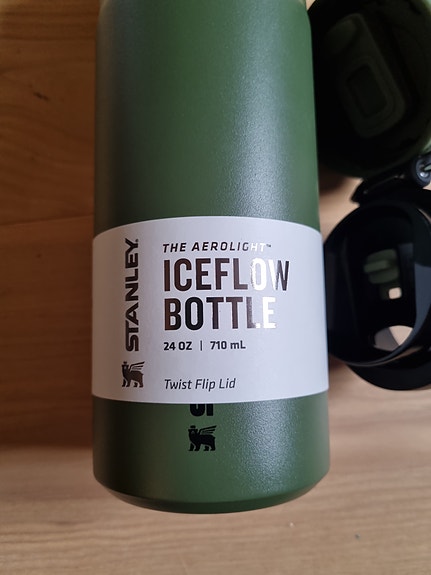 STANLEY.
THE AEROLIGHT™
ICEFLOW
BOTTLE
24 OZ | 710 mL
Twist Flip Lid